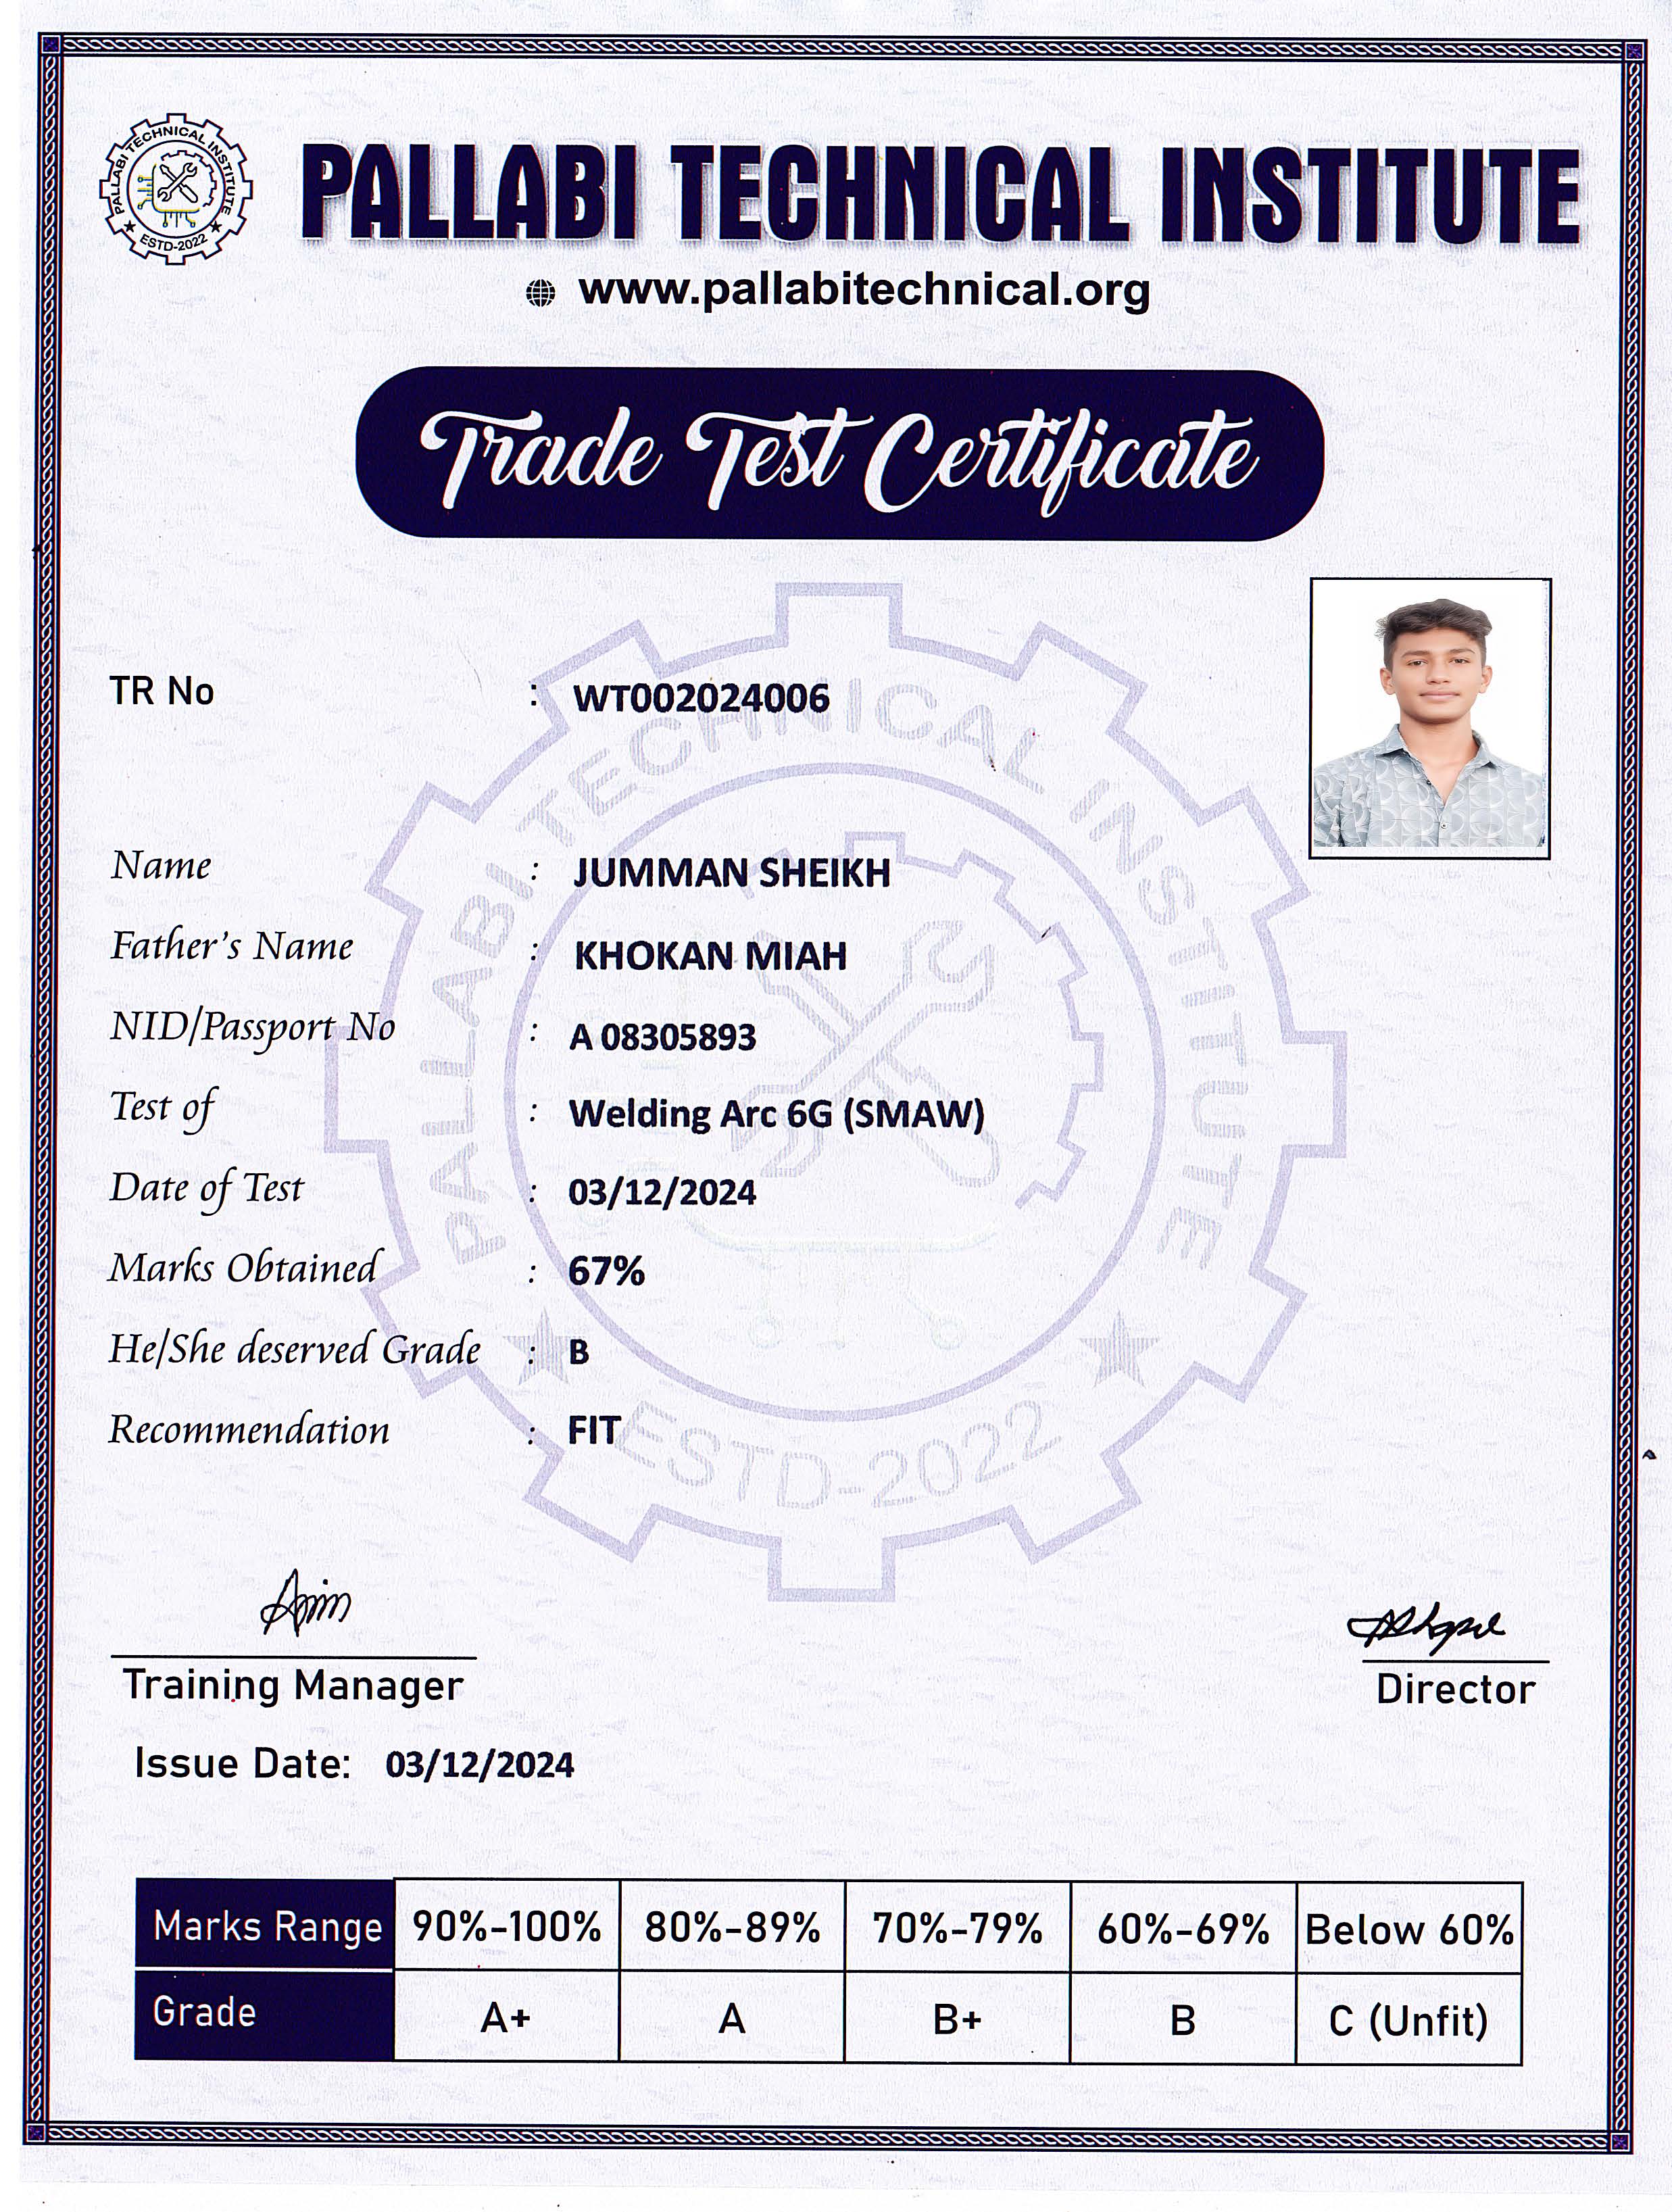 PALLABI TECHNICAL INSTITUTE
ESTD-2022
PALLABI TECHNICAL INSTITUTE
www.pallabitechnical.org
Trade Test Certificate
TR No : WT002024006
PALLABI TECHNICAL INSTITUTE
Name : JUMMAN SHEIKH
Father's Name : KHOKAN MIAH
NID/Passport No : A 08305893
Test of : Welding Arc 6G (SMAW)
Date of Test : 03/12/2024
Marks Obtained : 67%
He/She deserved Grade : B
Recommendation : FIT
ESTD-2022
Training Manager
Director
Issue Date: 03/12/2024
Marks Range 90%-100% 80%-89% 70%-79% 60%-69% Below 60%
Grade A+ A B+ B C (Unfit)